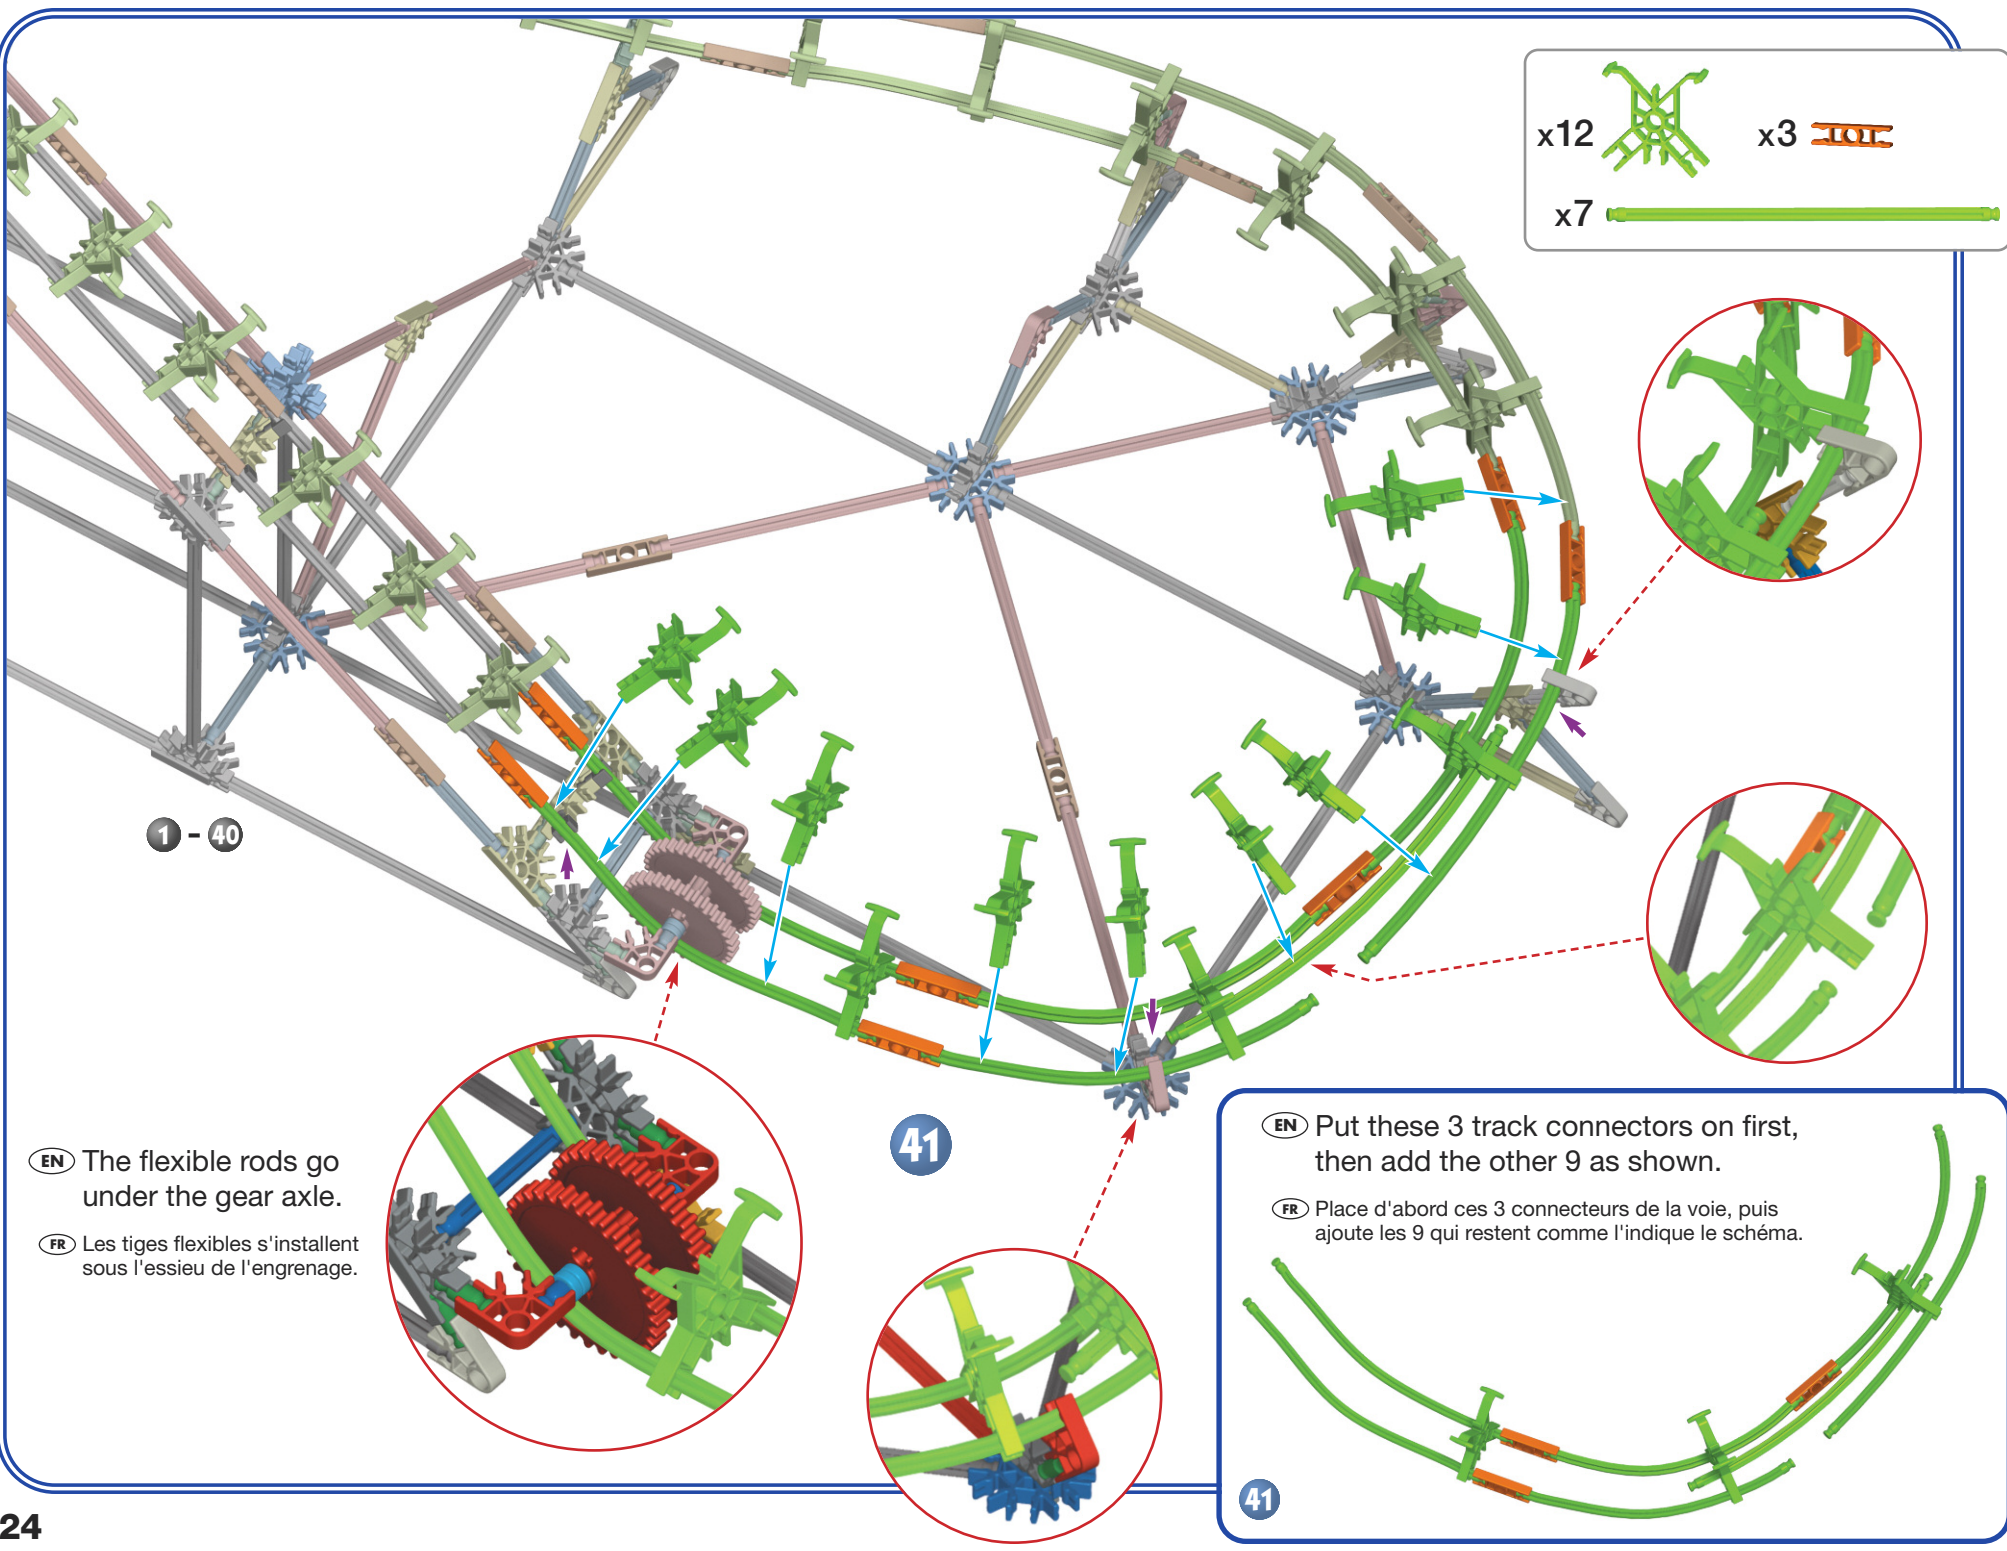 x12
x3
x7
1 - 40
EN The flexible rods go
under the gear axle.
FR Les tiges flexibles s'installent
sous l'essieu de l'engrenage.
41
EN Put these 3 track connectors on first,
then add the other 9 as shown.
FR Place d'abord ces 3 connecteurs de la voie, puis
ajoute les 9 qui restent comme l'indique le schéma.
41
24